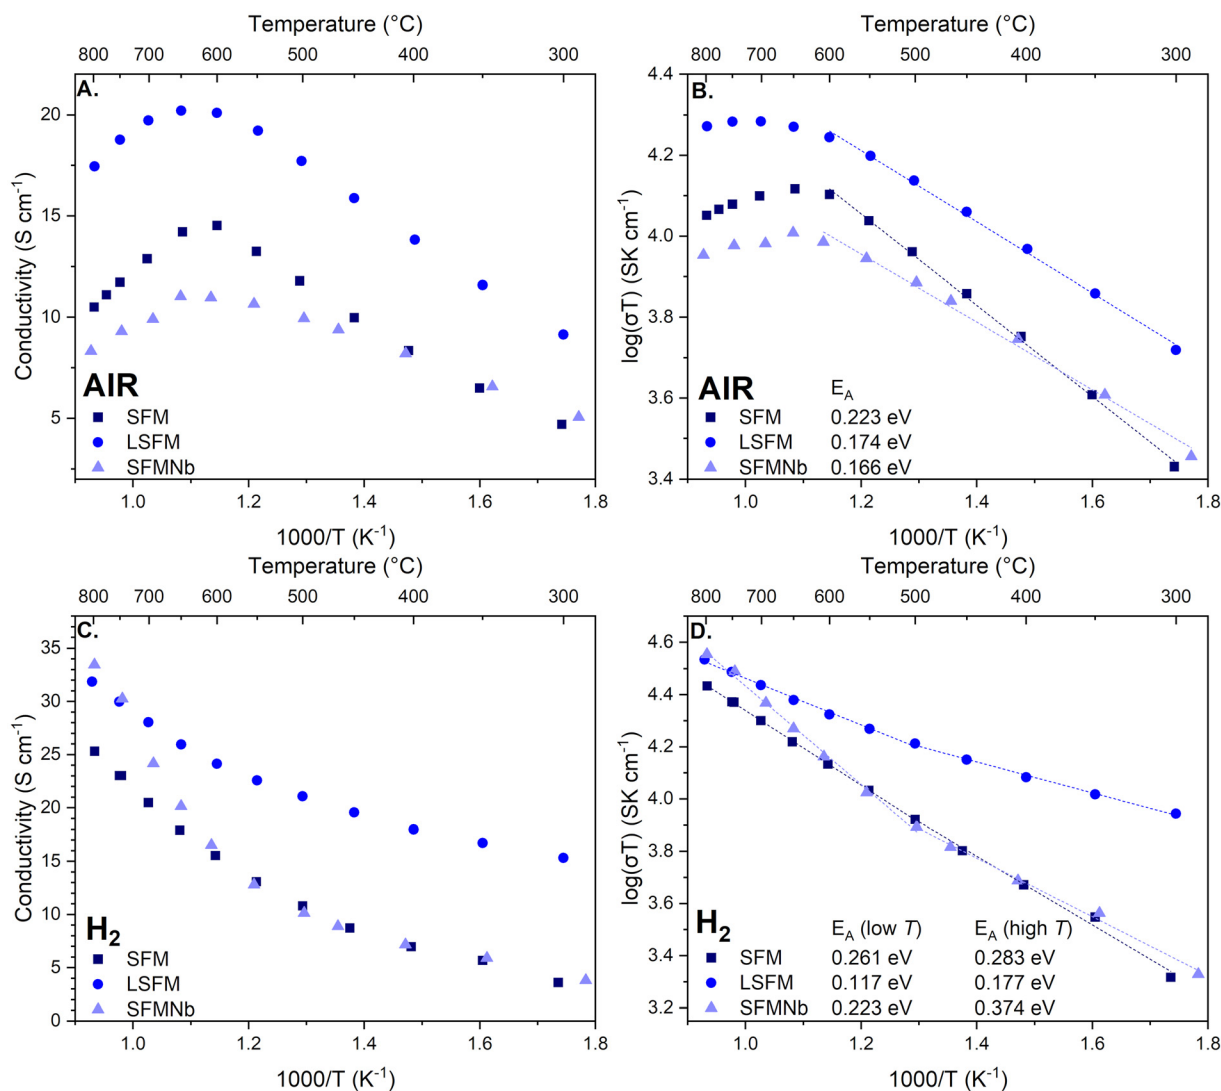 Temperature (°C)
800 700 600 500 400 300
A.
Conductivity (S cm-1)
20
15
10
5
AIR
SFM
LSFM
SFMNb
1.0 1.2 1.4 1.6 1.8
1000/T (K-1)
Temperature (°C)
800 700 600 500 400 300
B.
log(σT) (SK cm-1)
4.4
4.2
4.0
3.8
3.6
3.4
AIR EA
SFM 0.223 eV
LSFM 0.174 eV
SFMNb 0.166 eV
1.0 1.2 1.4 1.6 1.8
1000/T (K-1)
Temperature (°C)
800 700 600 500 400 300
C.
Conductivity (S cm-1)
35
30
25
20
15
10
5
0
H2
SFM
LSFM
SFMNb
1.0 1.2 1.4 1.6 1.8
1000/T (K-1)
Temperature (°C)
800 700 600 500 400 300
D.
log(σT) (SK cm-1)
4.6
4.4
4.2
4.0
3.8
3.6
3.4
3.2
H2 EA (low T) EA (high T)
SFM 0.261 eV 0.283 eV
LSFM 0.117 eV 0.177 eV
SFMNb 0.223 eV 0.374 eV
1.0 1.2 1.4 1.6 1.8
1000/T (K-1)